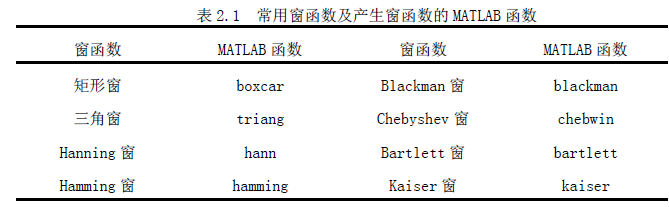 表 2.1 常用窗函数及产生窗函数的 MATLAB 函数
窗函数 MATLAB 函数 窗函数 MATLAB 函数
矩形窗 boxcar Blackman 窗 blackman
三角窗 triang Chebyshev 窗 chebwin
Hanning 窗 hann Bartlett 窗 bartlett
Hamming 窗 hamming Kaiser 窗 kaiser